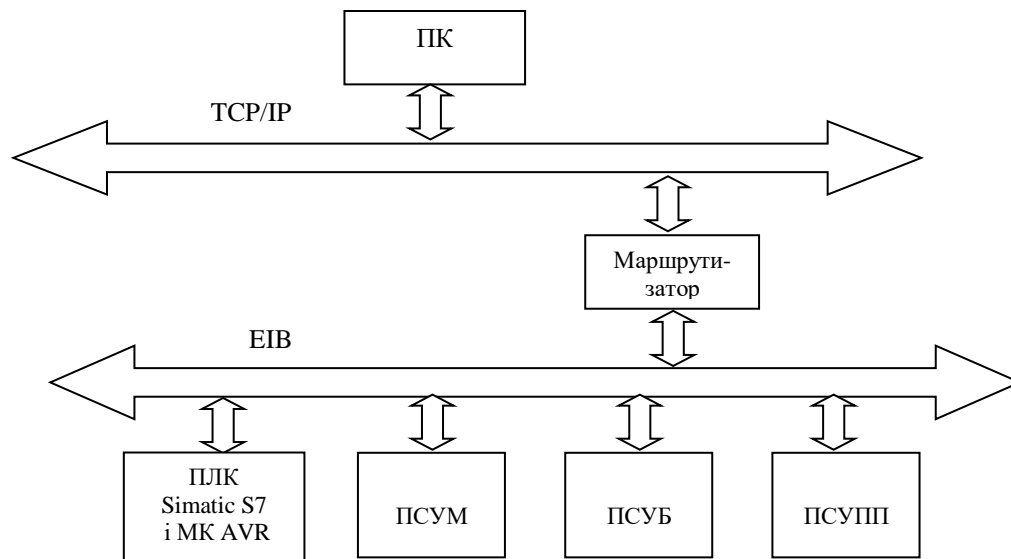 ПК
TCP/IP
Маршрути-
затор
EIB
ПЛК
Simatic S7
і МК AVR
ПСУМ
ПСУБ
ПСУПП